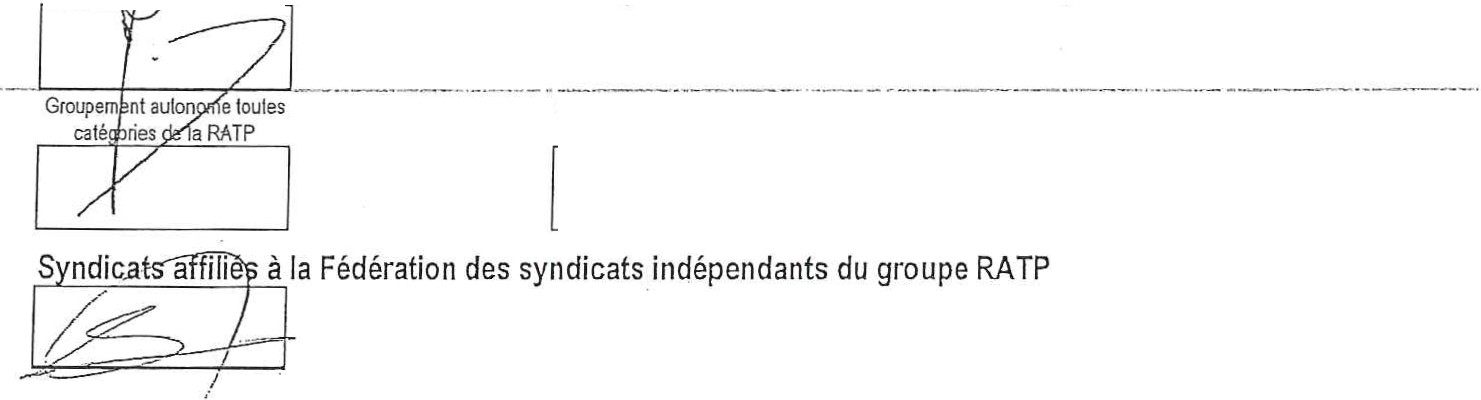 Groupement autonome toutes
catégories de la RATP
Syndicats affiliés à la Fédération des syndicats indépendants du groupe RATP